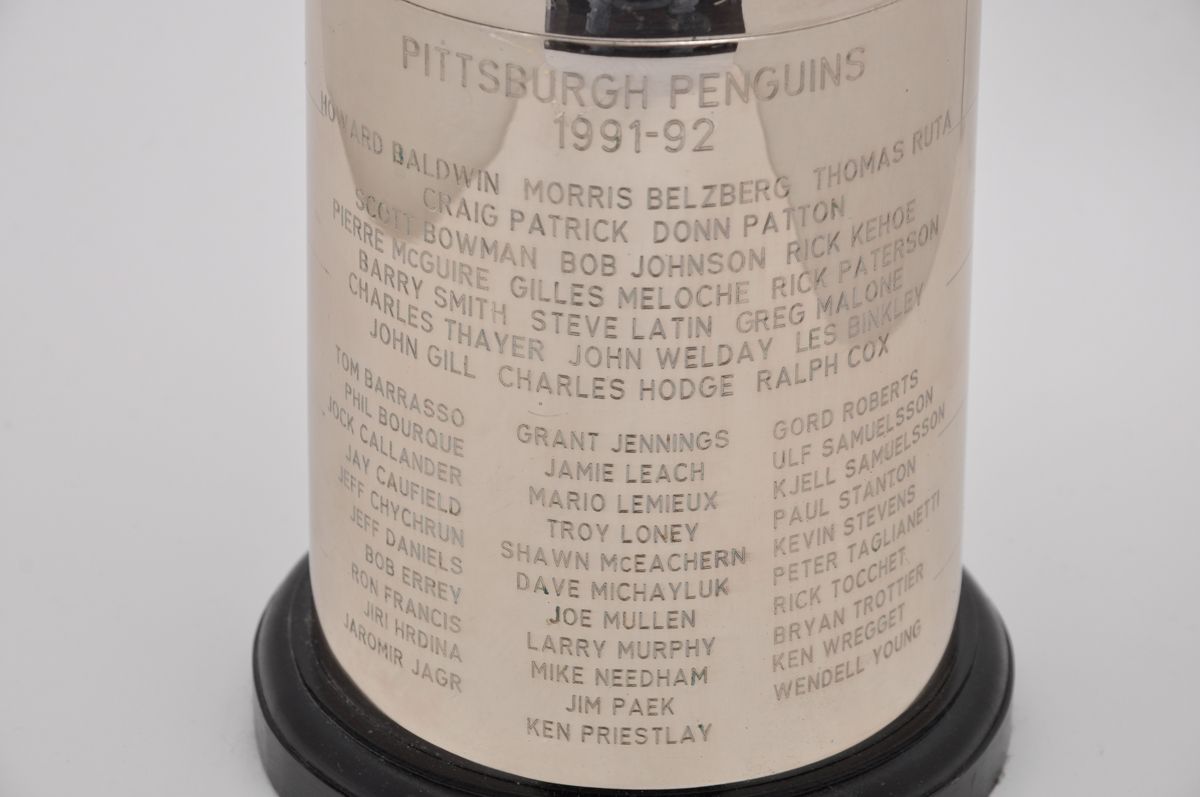 PITTSBURGH PENGUINS
1991-92
HOWARD BALDWIN MORRIS BELZBERG THOMAS RUTA
CRAIG PATRICK DONN PATTON
SCOTT BOWMAN BOB JOHNSON RICK KEHOE
PIERRE McGUIRE GILLES MELOCHE RICK PATERSON
BARRY SMITH STEVE LATIN GREG MALONE
CHARLES THAYER JOHN WELDAY LES BINKLEY
JOHN GILL CHARLES HODGE RALPH COX
TOM BARRASSO
PHIL BOURQUE
JOCK CALLANDER
JAY CAUFIELD
JEFF CHYCHRUN
JEFF DANIELS
BOB ERREY
RON FRANCIS
JIRI HRDINA
JAROMIR JAGR
GRANT JENNINGS
JAMIE LEACH
MARIO LEMIEUX
TROY LONEY
SHAWN McEACHERN
DAVE MICHAYLUK
JOE MULLEN
LARRY MURPHY
MIKE NEEDHAM
JIM PAEK
KEN PRIESTLAY
GORD ROBERTS
ULF SAMUELSSON
KJELL SAMUELSSON
PAUL STANTON
KEVIN STEVENS
PETER TAGLIANETTI
RICK TOCCHET
BRYAN TROTTIER
KEN WREGGET
WENDELL YOUNG